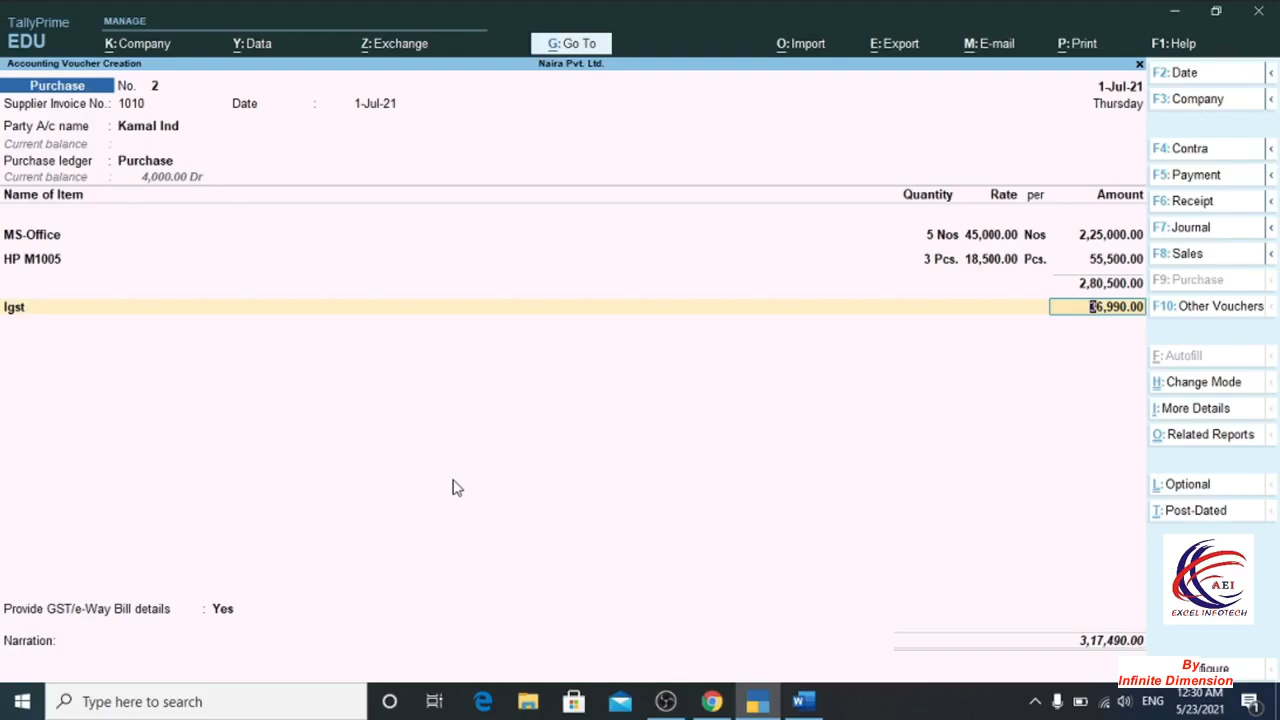 TallyPrime
EDU
MANAGE
K: Company
Y: Data
Z: Exchange
G: Go To
O: Import
E: Export
M: E-mail
P: Print
F1: Help
Accounting Voucher Creation
Naira Pvt. Ltd.
Purchase No. 2
1-Jul-21
Supplier Invoice No.: 1010 Date : 1-Jul-21
Thursday
Party A/c name : Kamal Ind
Current balance :
Purchase ledger : Purchase
Current balance : 4,000.00 Dr
Name of Item Quantity Rate per Amount
MS-Office 5 Nos 45,000.00 Nos 2,25,000.00
HP M1005 3 Pcs. 18,500.00 Pcs. 55,500.00
2,80,500.00
Igst 36,990.00
Provide GST/e-Way Bill details : Yes
Narration: 3,17,490.00
F2: Date
F3: Company
F4: Contra
F5: Payment
F6: Receipt
F7: Journal
F8: Sales
F9: Purchase
F10: Other Vouchers
F: Autofill
H: Change Mode
I: More Details
O: Related Reports
L: Optional
T: Post-Dated
AEI
EXCEL INFOTECH
By
Infinite Dimension
Type here to search
ENG
12:30 AM
5/23/2021
1